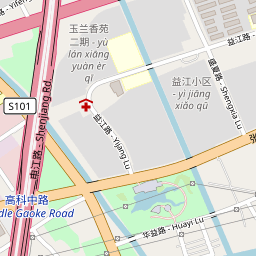 玉兰香苑
二期 - yù
lán xiāng
yuàn èr
qī
益江路
益江小区
- yì jiāng
xiǎo qū
盛夏路 - Shengxia Lu
S101
申江路 - Shenjiang Rd
益江路 - Yijiang Lu
张
高科中路
dle Gaoke Road
华益路 - Huayi Lu